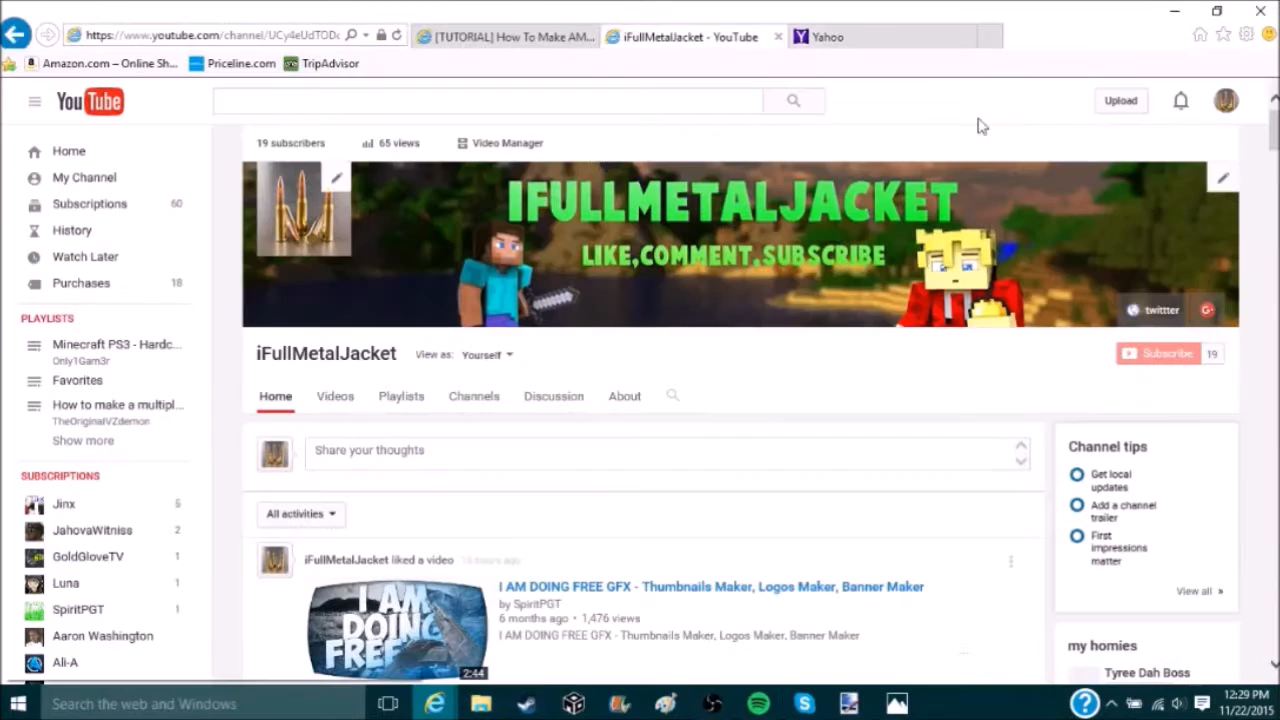 https://www.youtube.com/channel/UCy4eUdTODc
[TUTORIAL] How To Make AM...
iFullMetalJacket - YouTube
Yahoo
Amazon.com – Online Sh...
Priceline.com
TripAdvisor
YouTube
Upload
19 subscribers
65 views
Video Manager
Home
My Channel
Subscriptions 60
History
Watch Later
Purchases 18
PLAYLISTS
Minecraft PS3 - Hardc...
Only1Gam3r
Favorites
How to make a multipl...
TheOriginalVZdemon
Show more
SUBSCRIPTIONS
Jinx 5
JahovaWitniss 2
GoldGloveTV 1
Luna 1
SpiritPGT 1
Aaron Washington
Ali-A
IFULLMETALJACKET
LIKE,COMMENT,SUBSCRIBE
twittter
G+
iFullMetalJacket
View as: Yourself
Subscribe 19
Home
Videos
Playlists
Channels
Discussion
About
Share your thoughts
All activities
iFullMetalJacket liked a video
hours ago
I AM DOING FREE
2:44
I AM DOING FREE GFX - Thumbnails Maker, Logos Maker, Banner Maker
by SpiritPGT
6 months ago • 1,476 views
I AM DOING FREE GFX - Thumbnails Maker, Logos Maker, Banner Maker
Channel tips
Get local
updates
Add a channel
trailer
First
impressions
matter
View all »
my homies
Tyree Dah Boss
Search the web and Windows
12:29 PM
11/22/2015